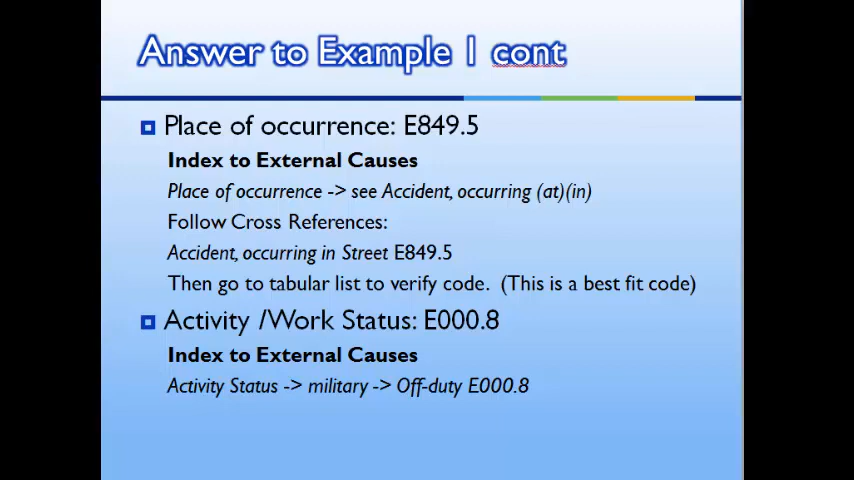 Answer to Example 1 cont
Place of occurrence: E849.5
Index to External Causes
Place of occurrence -> see Accident, occurring (at)(in)
Follow Cross References:
Accident, occurring in Street E849.5
Then go to tabular list to verify code. (This is a best fit code)
Activity /Work Status: E000.8
Index to External Causes
Activity Status -> military -> Off-duty E000.8